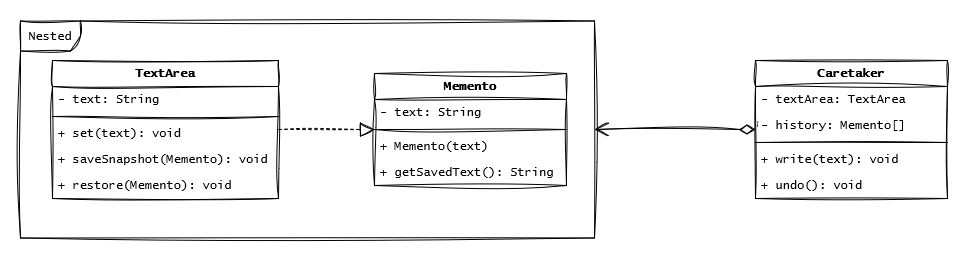 Nested
TextArea
- text: String
+ set(text): void
+ saveSnapshot(Memento): void
+ restore(Memento): void
Memento
- text: String
+ Memento(text)
+ getSavedText(): String
Caretaker
- textArea: TextArea
- history: Memento[]
+ write(text): void
+ undo(): void